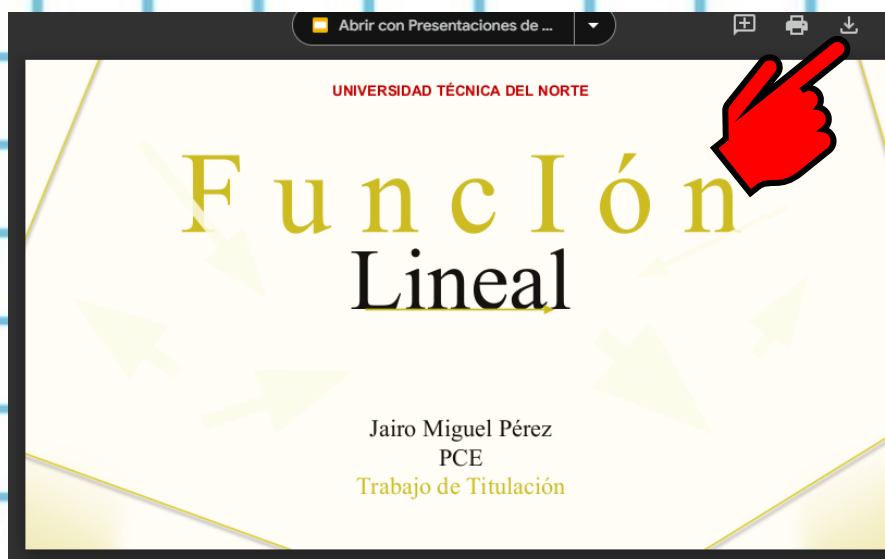 Abrir con Presentaciones de ...
UNIVERSIDAD TÉCNICA DEL NORTE
FuncIón
Lineal
Jairo Miguel Pérez
PCE
Trabajo de Titulación